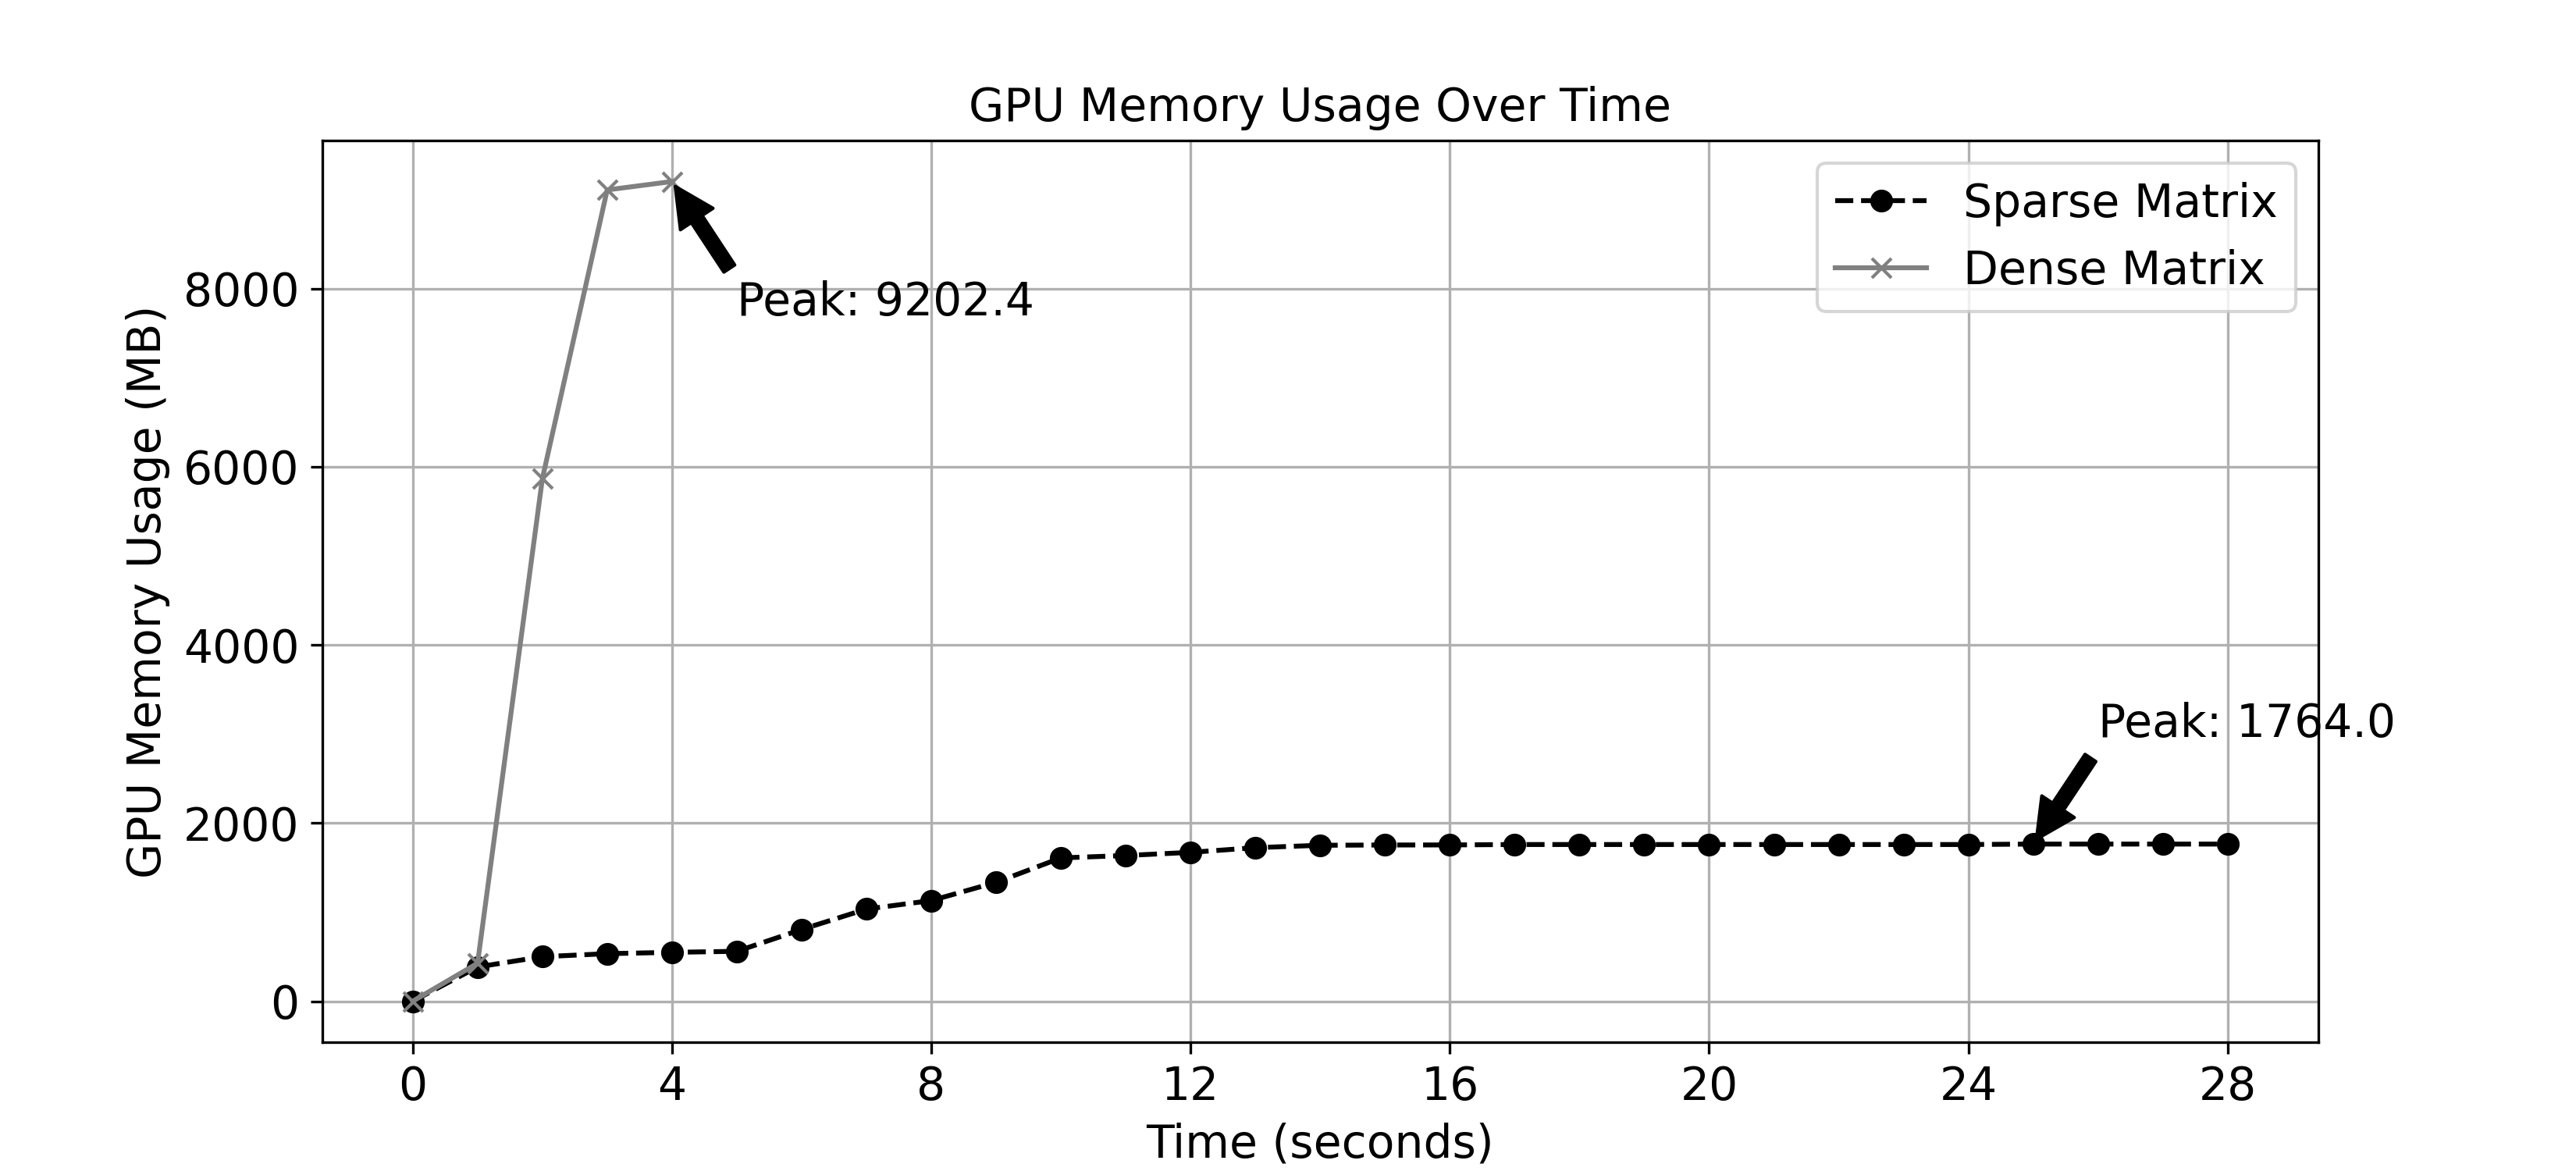 GPU Memory Usage Over Time
Sparse Matrix
Dense Matrix
Peak: 9202.4
Peak: 1764.0
GPU Memory Usage (MB)
8000
6000
4000
2000
0
0 4 8 12 16 20 24 28
Time (seconds)